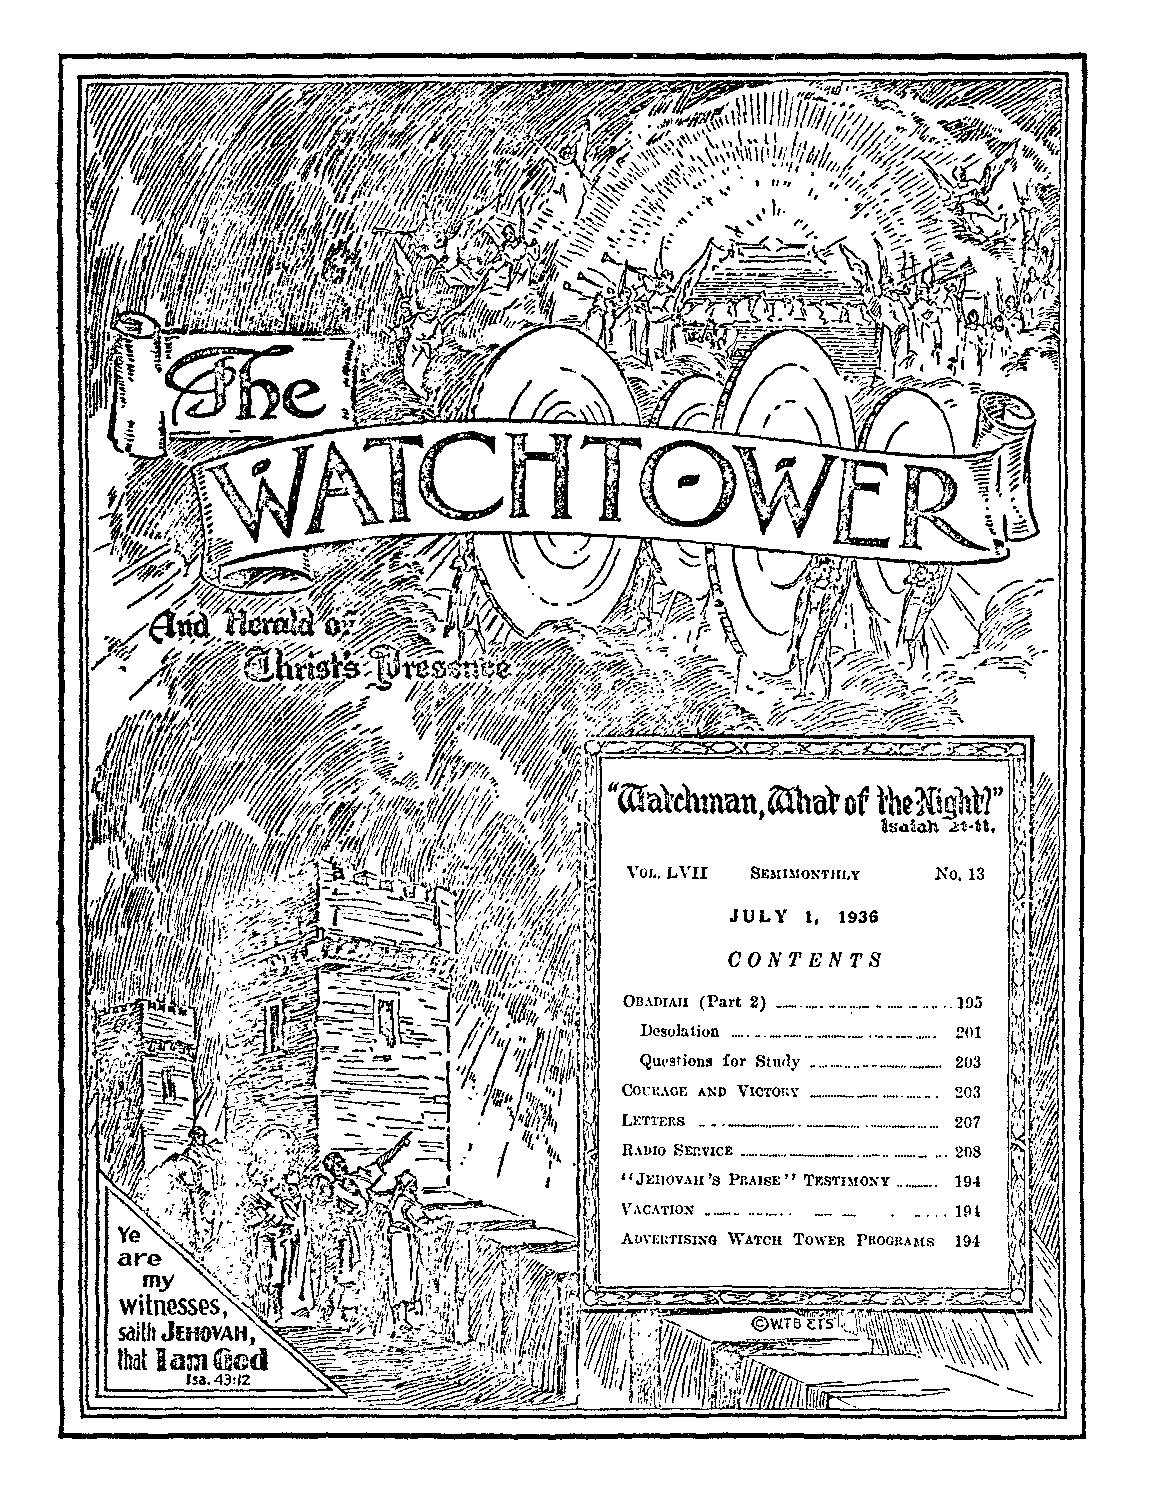 The
WATCHTOWER
And Herald of
Christ's Presence
"Watchman, What of the Night?"
Isaiah 21:11.
VOL. LVII SEMIMONTHLY No. 13
JULY 1, 1936
CONTENTS
OBADIAH (Part 2) 195
Desolation 201
Questions for Study 203
COURAGE AND VICTORY 203
LETTERS 207
RADIO SERVICE 208
"JEHOVAH'S PRAISE" TESTIMONY 194
VACATION 194
ADVERTISING WATCH TOWER PROGRAMS 194
©W.T.B.&T.S.
Ye
are
my
witnesses,
saith JEHOVAH,
that I am God
Isa. 43:12